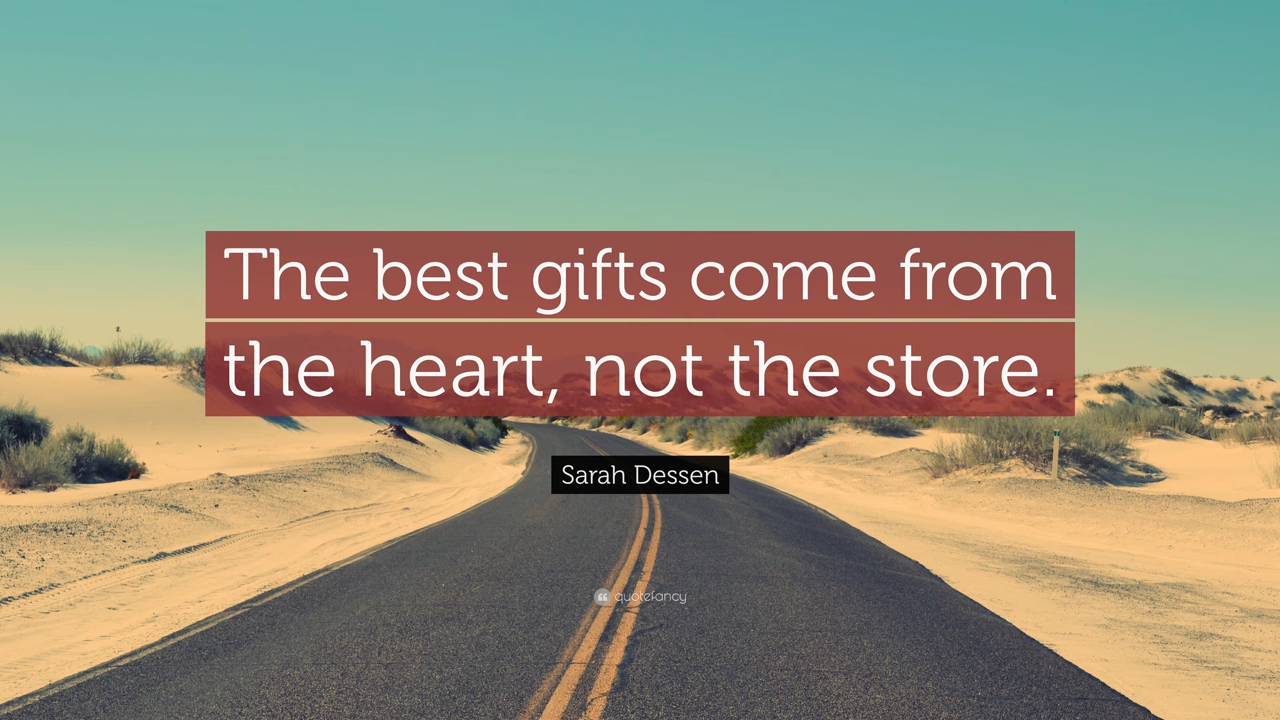 The best gifts come from
the heart, not the store.
Sarah Dessen
quotefancy